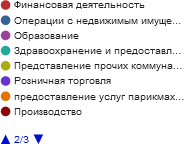 Финансовая деятельность
Операции с недвижимым имуще...
Образование
Здравоохранение и предоставл...
Представление прочих коммуна...
Розничная торговля
предоставление услуг парикмах...
Производство
▲ 2/3 ▼